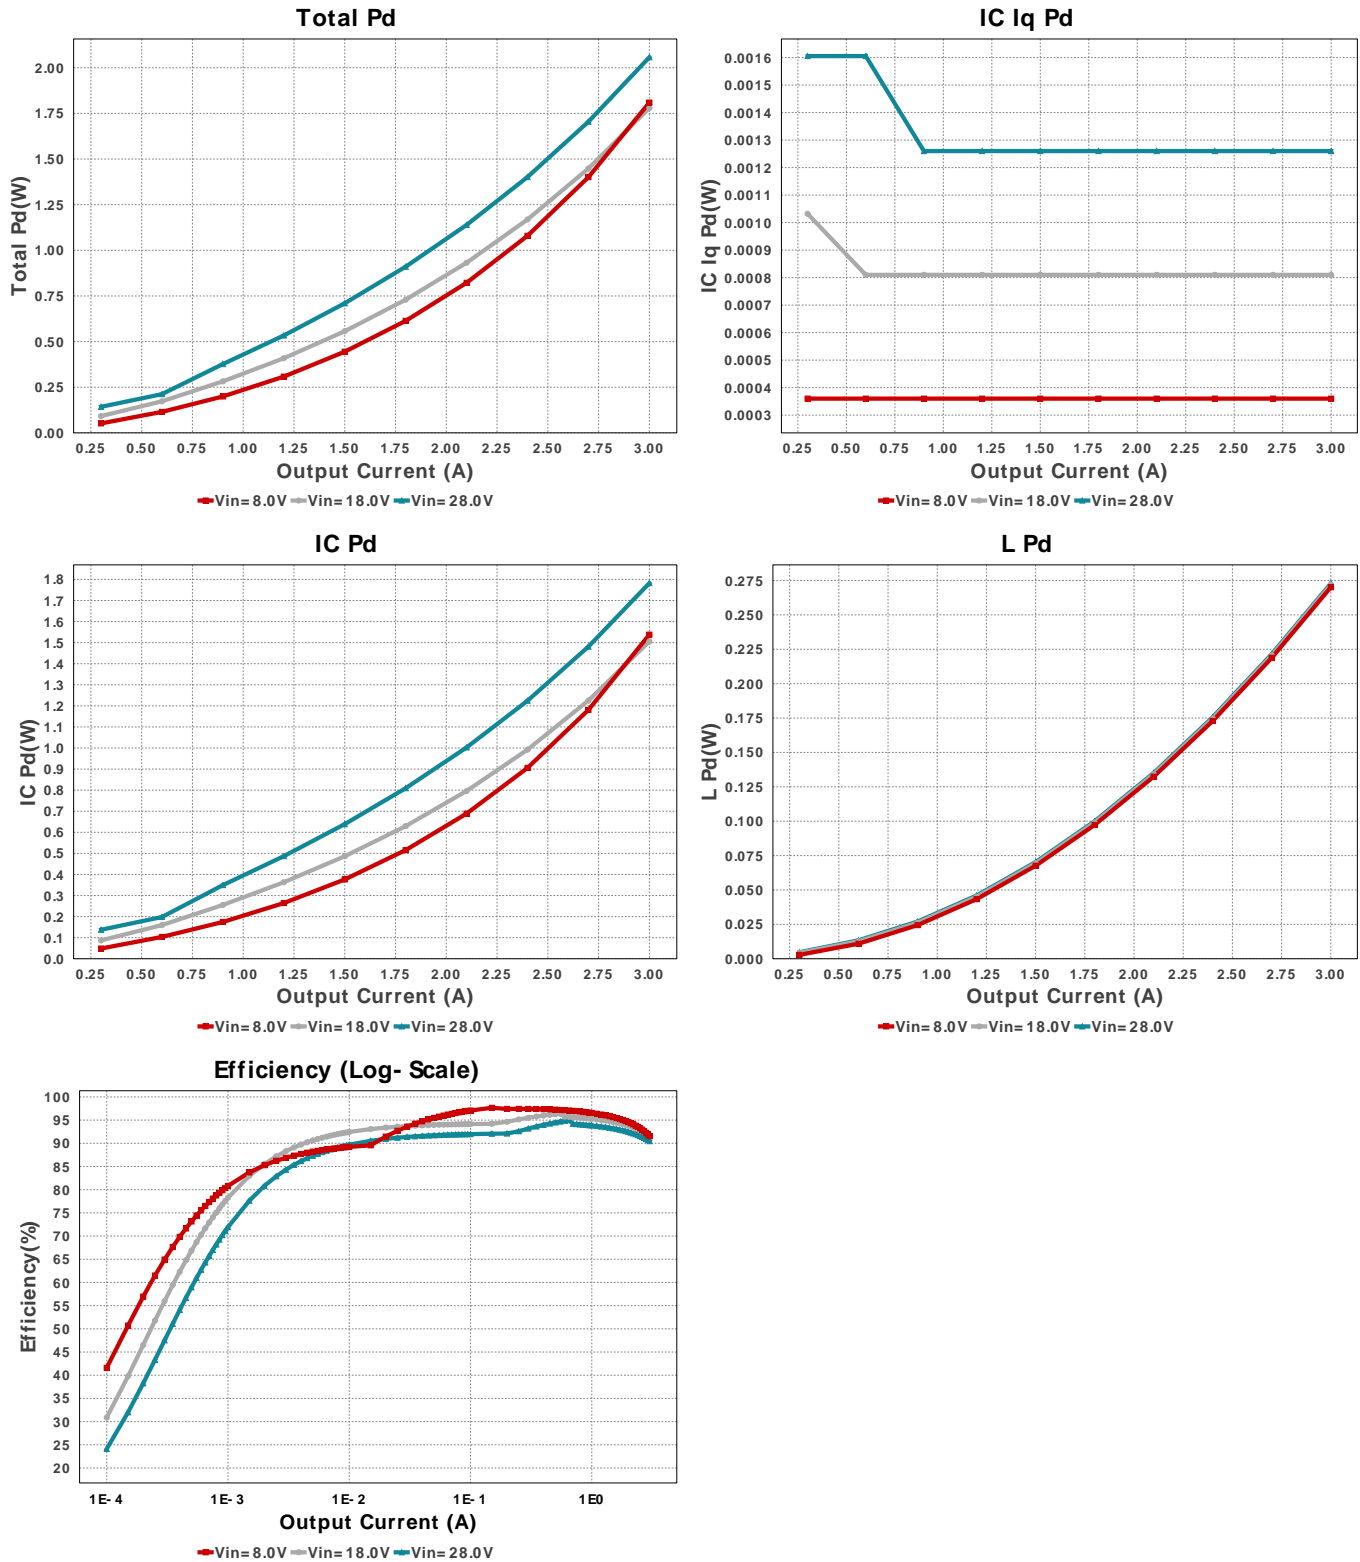 Total Pd
Total Pd(W)
2.00
1.75
1.50
1.25
1.00
0.75
0.50
0.25
0.00
0.25 0.50 0.75 1.00 1.25 1.50 1.75 2.00 2.25 2.50 2.75 3.00
Output Current (A)
Vin= 8.0V Vin= 18.0V Vin= 28.0V
IC Iq Pd
IC Iq Pd(W)
0.0016
0.0015
0.0014
0.0013
0.0012
0.0011
0.0010
0.0009
0.0008
0.0007
0.0006
0.0005
0.0004
0.0003
0.25 0.50 0.75 1.00 1.25 1.50 1.75 2.00 2.25 2.50 2.75 3.00
Output Current (A)
Vin= 8.0V Vin= 18.0V Vin= 28.0V
IC Pd
IC Pd(W)
1.8
1.7
1.6
1.5
1.4
1.3
1.2
1.1
1.0
0.9
0.8
0.7
0.6
0.5
0.4
0.3
0.2
0.1
0.0
0.25 0.50 0.75 1.00 1.25 1.50 1.75 2.00 2.25 2.50 2.75 3.00
Output Current (A)
Vin= 8.0V Vin= 18.0V Vin= 28.0V
L Pd
L Pd(W)
0.275
0.250
0.225
0.200
0.175
0.150
0.125
0.100
0.075
0.050
0.025
0.000
0.25 0.50 0.75 1.00 1.25 1.50 1.75 2.00 2.25 2.50 2.75 3.00
Output Current (A)
Vin= 8.0V Vin= 18.0V Vin= 28.0V
Efficiency (Log- Scale)
Efficiency(%)
100
95
90
85
80
75
70
65
60
55
50
45
40
35
30
25
20
1E- 4 1E- 3 1E- 2 1E- 1 1E0
Output Current (A)
Vin= 8.0V Vin= 18.0V Vin= 28.0V